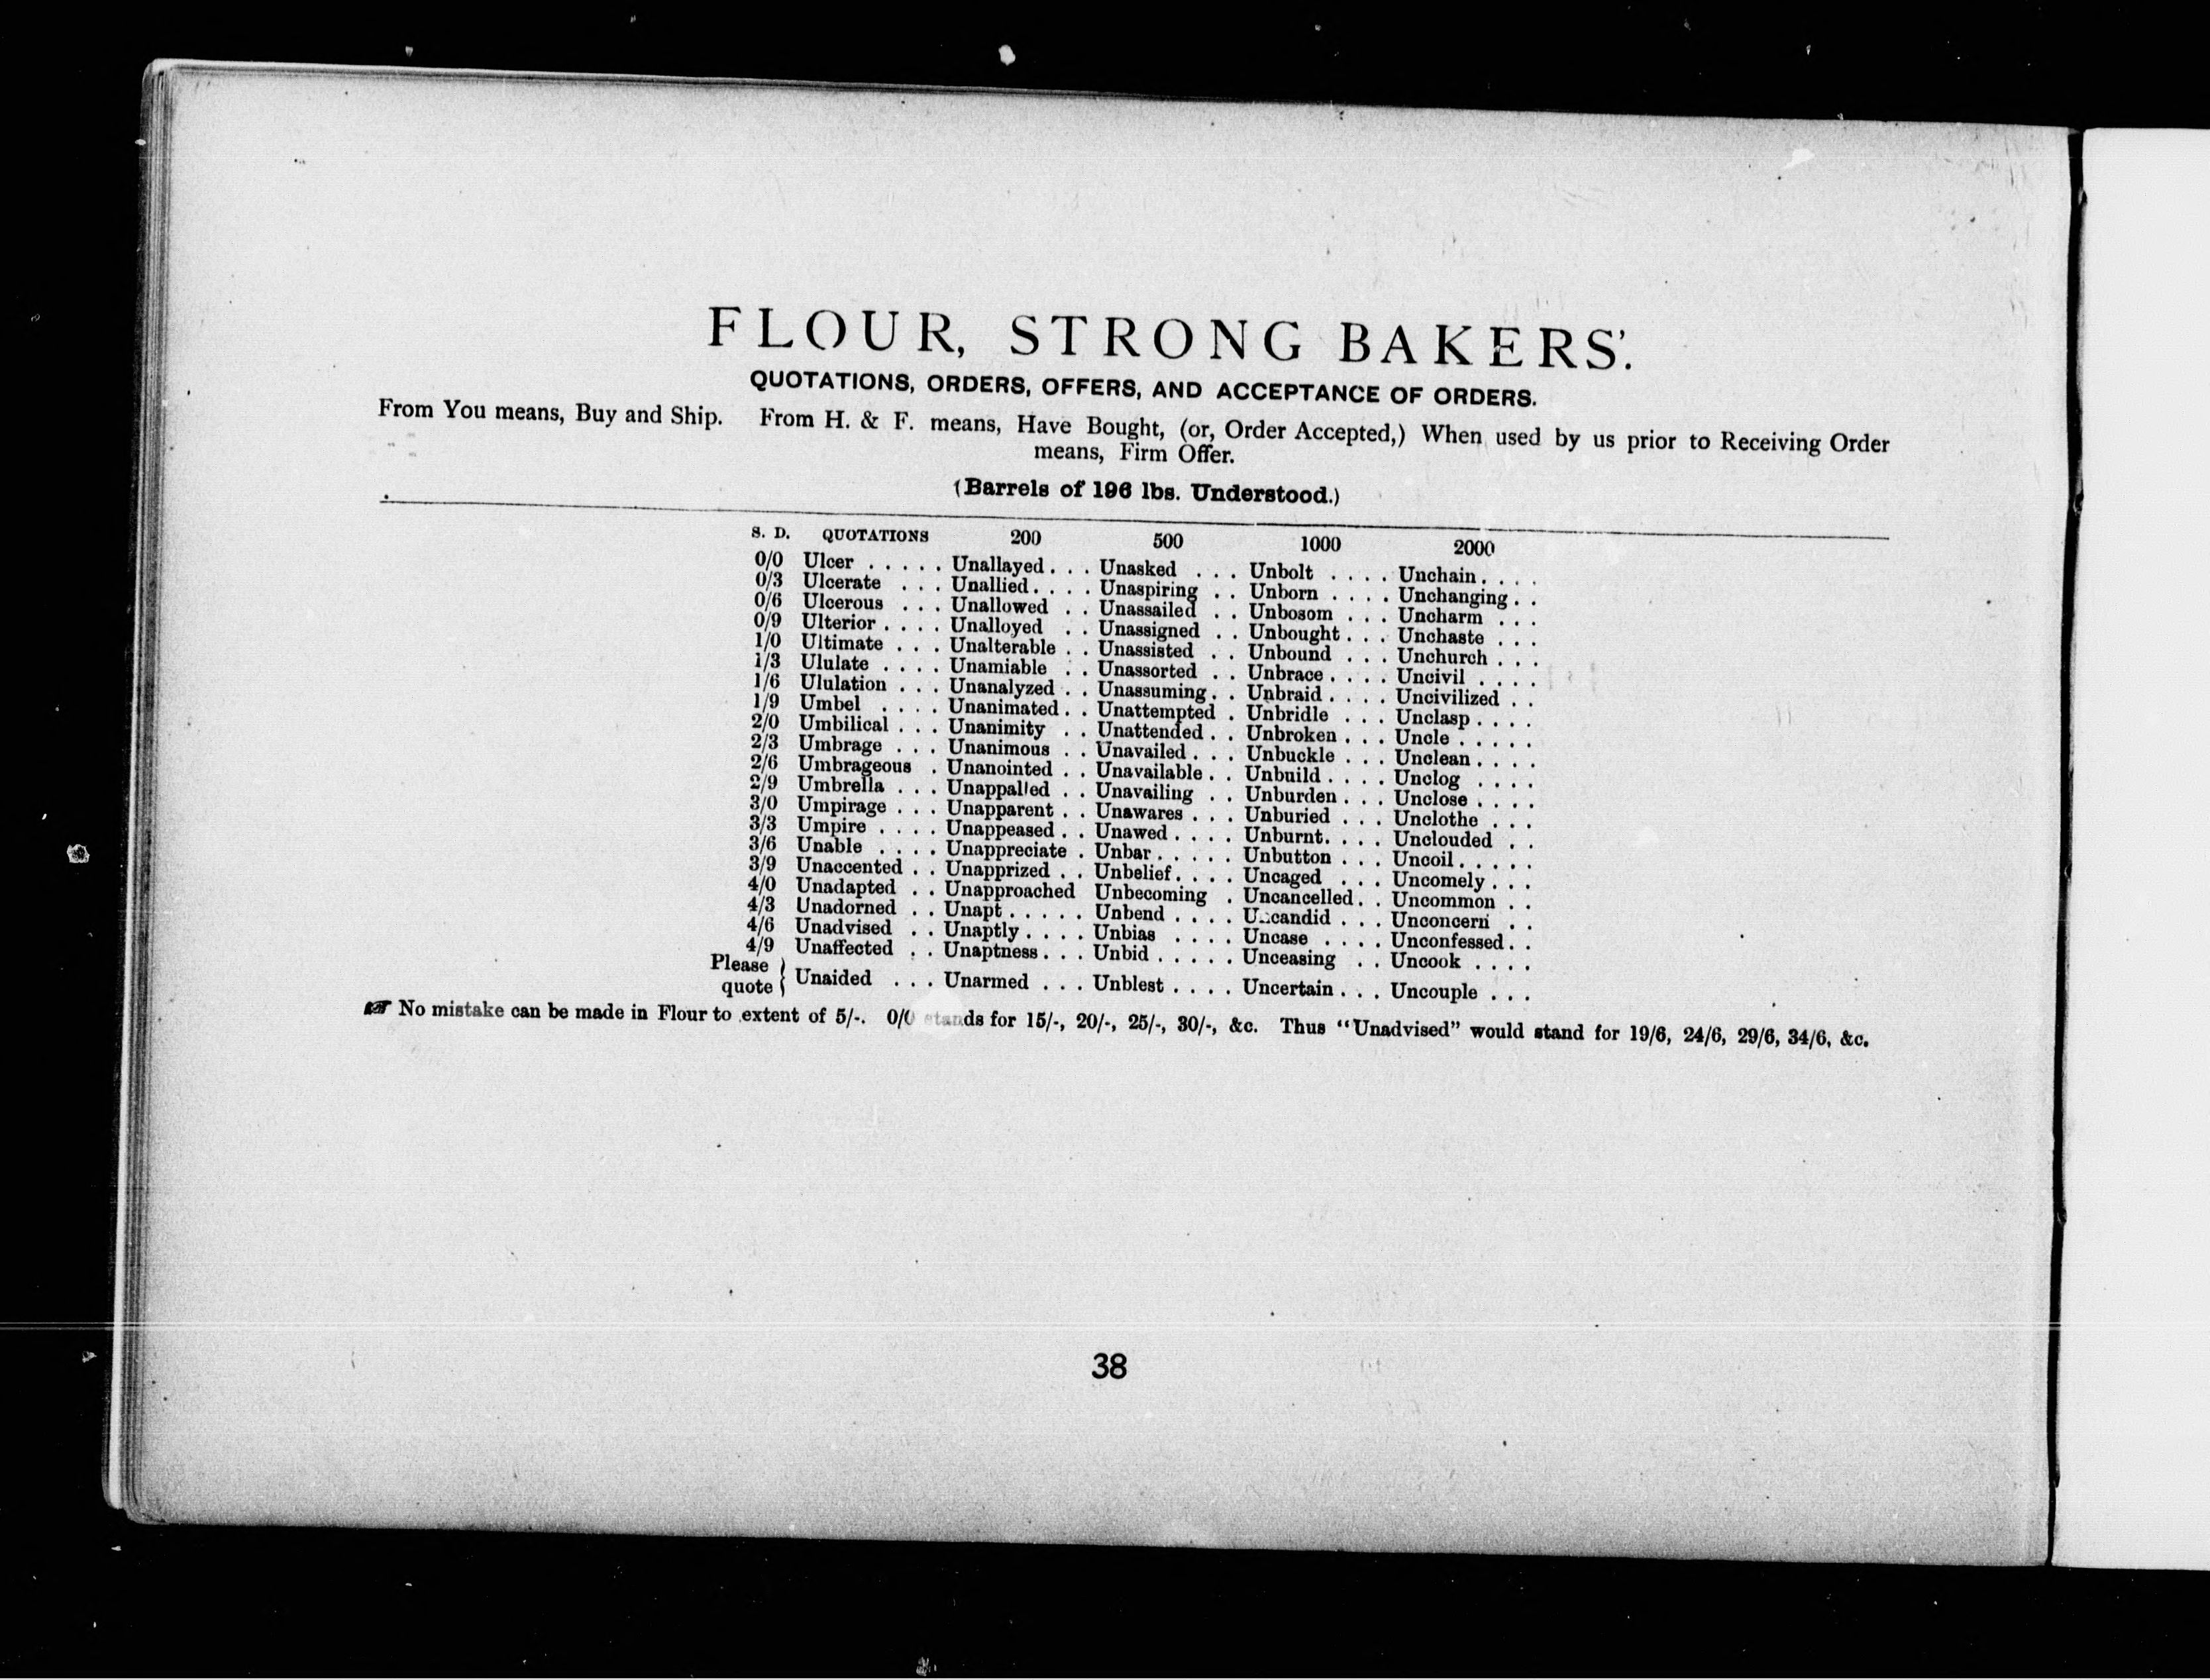 FLOUR, STRONG BAKERS'.
QUOTATIONS, ORDERS, OFFERS, AND ACCEPTANCE OF ORDERS.
From You means, Buy and Ship. From H. & F. means, Have Bought, (or, Order Accepted,) When used by us prior to Receiving Order
means, Firm Offer.
(Barrels of 196 lbs. Understood.)
S. D. QUOTATIONS 200 500 1000 2000
0/0 Ulcer . . . . . Unallayed . . . Unasked . . . Unbolt . . . . Unchain . . . .
0/3 Ulcerate . . . Unallied . . . . Unaspiring . . Unborn . . . . Unchanging . .
0/6 Ulcerous . . . Unallowed . . Unassailed . . Unbosom . . . Uncharm . . .
0/9 Ulterior . . . . Unalloyed . . Unassigned . . Unbought . . . Unchaste . . .
1/0 Ultimate . . . Unalterable . . Unassisted . . Unbound . . . Unchurch . . .
1/3 Ululate . . . . Unamiable . . Unassorted . . Unbrace . . . . Uncivil . . . .
1/6 Ululation . . . Unanalyzed . . Unassuming . . Unbraid . . . . Uncivilized . .
1/9 Umbel . . . . Unanimated . . Unattempted . Unbridle . . . Unclasp . . . .
2/0 Umbilical . . . Unanimity . . Unattended . . Unbroken . . . Uncle . . . . .
2/3 Umbrage . . . Unanimous . . Unavailed . . . Unbuckle . . . Unclean . . . .
2/6 Umbrageous . Unanointed . . Unavailable . . Unbuild . . . . Unclog . . . .
2/9 Umbrella . . . Unappalled . . Unavailing . . Unburden . . . Unclose . . . .
3/0 Umpirage . . . Unapparent . . Unawares . . . Unburied . . . Unclothe . . .
3/3 Umpire . . . . Unappeased . . Unawed . . . . Unburnt. . . . Unclouded . .
3/6 Unable . . . . Unappreciate . Unbar . . . . . Unbutton . . . Uncoil . . . . .
3/9 Unaccented . . Unapprized . . Unbelief . . . . Uncaged . . . Uncomely . . .
4/0 Unadapted . . Unapproached Unbecoming . Uncancelled . . Uncommon . .
4/3 Unadorned . . Unapt . . . . . Unbend . . . . Uncandid . . . Unconcern . .
4/6 Unadvised . . Unaptly . . . . Unbias . . . . Uncase . . . . Unconfessed . .
4/9 Unaffected . . Unaptness . . . Unbid . . . . . Unceasing . . Uncook . . . .
Please quote } Unaided . . . Unarmed . . . Unblest . . . . Uncertain . . . Uncouple . . .
☞ No mistake can be made in Flour to extent of 5/-. 0/0 stands for 15/-, 20/-, 25/-, 30/-, &c. Thus "Unadvised" would stand for 19/6, 24/6, 29/6, 34/6, &c.
38